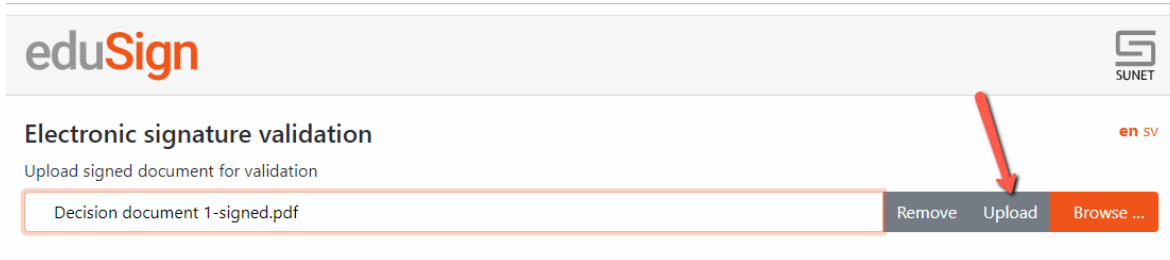 eduSign
SUNET
Electronic signature validation
en sv
Upload signed document for validation
Decision document 1-signed.pdf
Remove Upload Browse ...